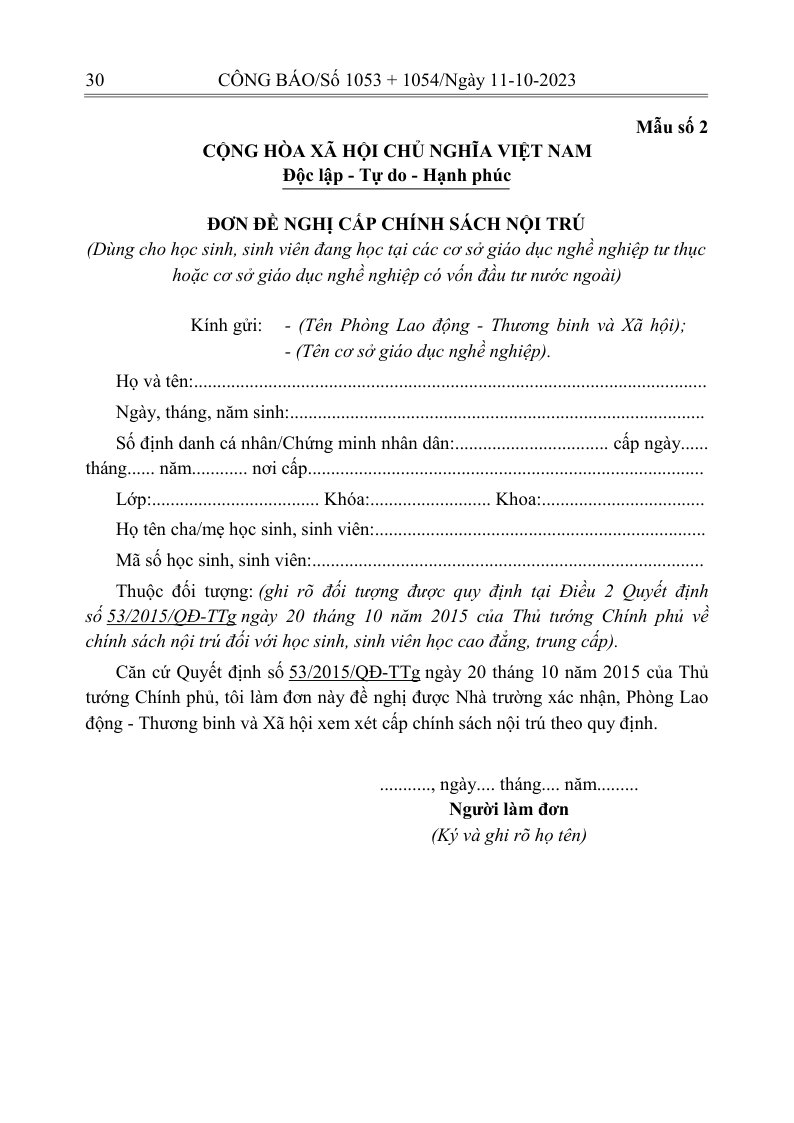 30 CÔNG BÁO/Số 1053 + 1054/Ngày 11-10-2023
Mẫu số 2
CỘNG HÒA XÃ HỘI CHỦ NGHĨA VIỆT NAM
Độc lập - Tự do - Hạnh phúc
ĐƠN ĐỀ NGHỊ CẤP CHÍNH SÁCH NỘI TRÚ
(Dùng cho học sinh, sinh viên đang học tại các cơ sở giáo dục nghề nghiệp tư thục
hoặc cơ sở giáo dục nghề nghiệp có vốn đầu tư nước ngoài)
Kính gửi: - (Tên Phòng Lao động - Thương binh và Xã hội);
- (Tên cơ sở giáo dục nghề nghiệp).
Họ và tên:...............................................................................................................
Ngày, tháng, năm sinh:.........................................................................................
Số định danh cá nhân/Chứng minh nhân dân:................................. cấp ngày......
tháng...... năm............ nơi cấp.....................................................................................
Lớp:.................................... Khóa:.......................... Khoa:...................................
Họ tên cha/mẹ học sinh, sinh viên:.......................................................................
Mã số học sinh, sinh viên:....................................................................................
Thuộc đối tượng: (ghi rõ đối tượng được quy định tại Điều 2 Quyết định
số 53/2015/QĐ-TTg ngày 20 tháng 10 năm 2015 của Thủ tướng Chính phủ về
chính sách nội trú đối với học sinh, sinh viên học cao đẳng, trung cấp).
Căn cứ Quyết định số 53/2015/QĐ-TTg ngày 20 tháng 10 năm 2015 của Thủ
tướng Chính phủ, tôi làm đơn này đề nghị được Nhà trường xác nhận, Phòng Lao
động - Thương binh và Xã hội xem xét cấp chính sách nội trú theo quy định.
..........., ngày.... tháng.... năm.........
Người làm đơn
(Ký và ghi rõ họ tên)